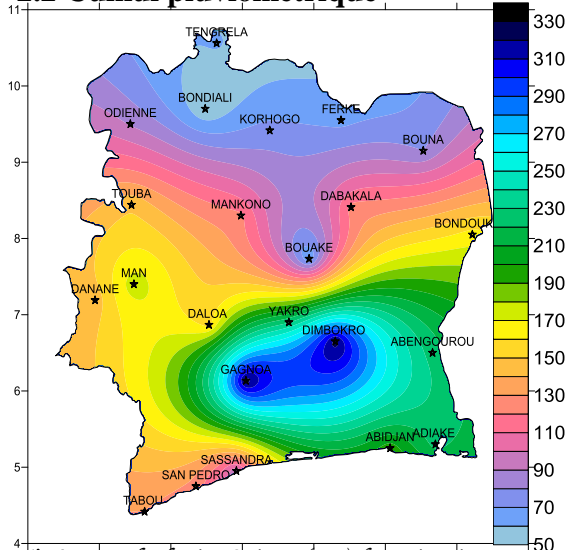 pluviométrique
11
330
TENGRELA
310
10
BONDIALI
290
ODIENNE
KORHOGO
FERKE
270
BOUNA
9
250
TOUBA
MANKONO
DABAKALA
230
BONDOUK
8
BOUAKE
210
MAN
190
DANANE
7
DALOA
YAKRO
170
DIMBOKRO
ABENGOUROU
150
GAGNOA
6
130
ABIDJAN
ADIAKE
110
5
SASSANDRA
90
SAN PEDRO
TABOU
70
4
50